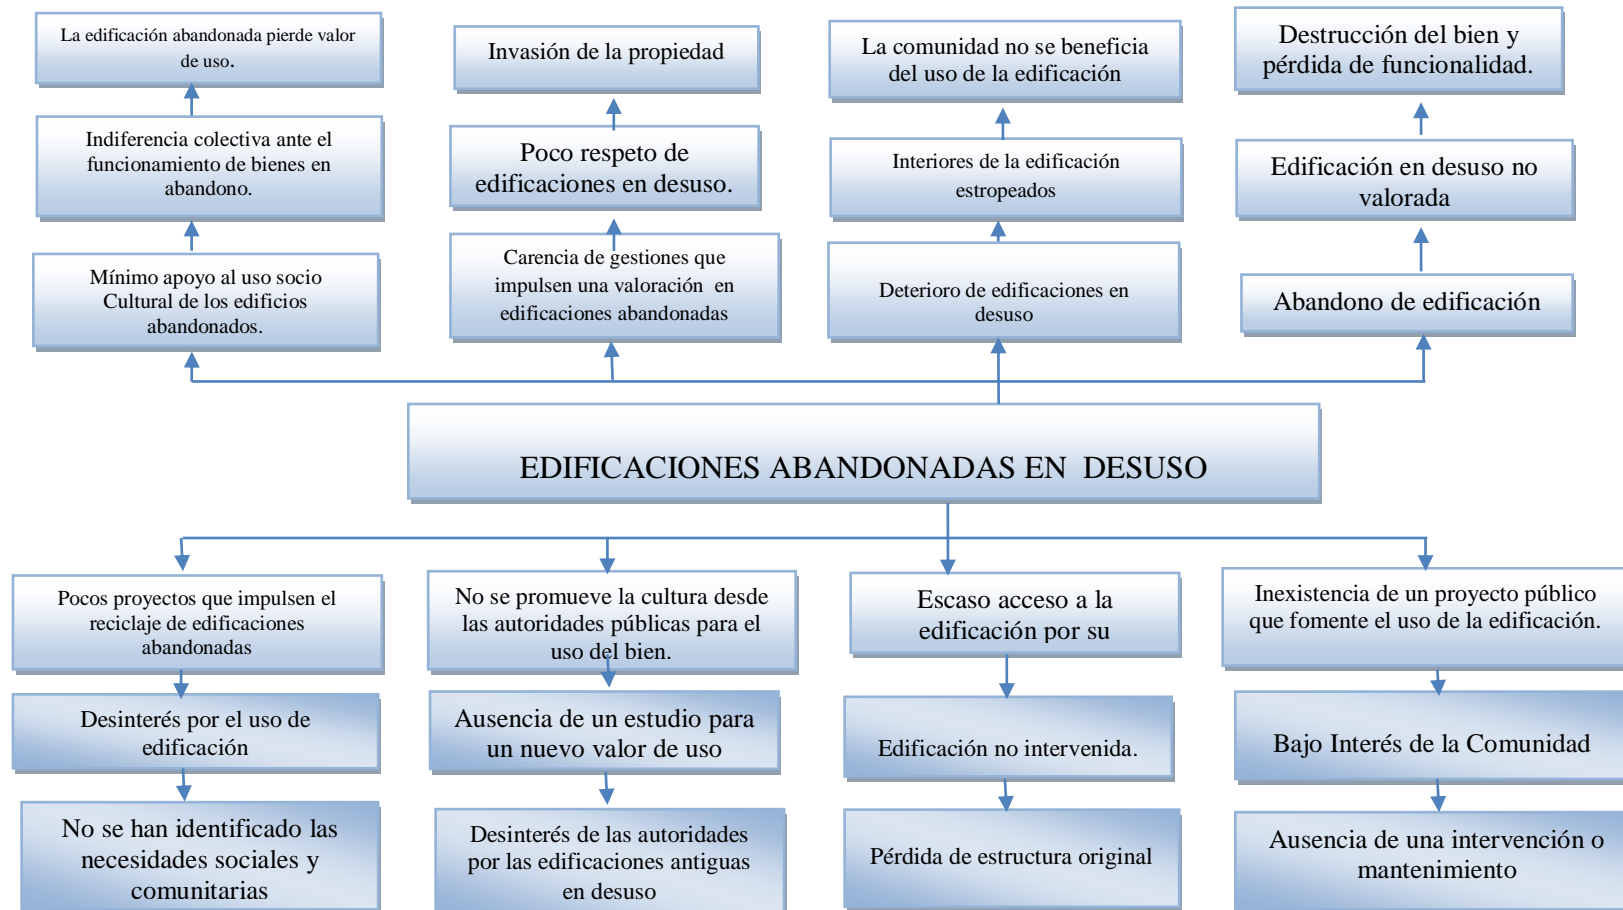 La edificación abandonada pierde valor
de uso.
Invasión de la propiedad
La comunidad no se beneficia
del uso de la edificación
Destrucción del bien y
pérdida de funcionalidad.
Indiferencia colectiva ante el
funcionamiento de bienes en
abandono.
Poco respeto de
edificaciones en desuso.
Interiores de la edificación
estropeados
Edificación en desuso no
valorada
Mínimo apoyo al uso socio
Cultural de los edificios
abandonados.
Carencia de gestiones que
impulsen una valoración en
edificaciones abandonadas
Deterioro de edificaciones en
desuso
Abandono de edificación
EDIFICACIONES ABANDONADAS EN DESUSO
Pocos proyectos que impulsen el
reciclaje de edificaciones
abandonadas
No se promueve la cultura desde
las autoridades públicas para el
uso del bien.
Escaso acceso a la
edificación por su
Inexistencia de un proyecto público
que fomente el uso de la edificación.
Desinterés por el uso de
edificación
Ausencia de un estudio para
un nuevo valor de uso
Edificación no intervenida.
Bajo Interés de la Comunidad
No se han identificado las
necesidades sociales y
comunitarias
Desinterés de las autoridades
por las edificaciones antiguas
en desuso
Pérdida de estructura original
Ausencia de una intervención o
mantenimiento